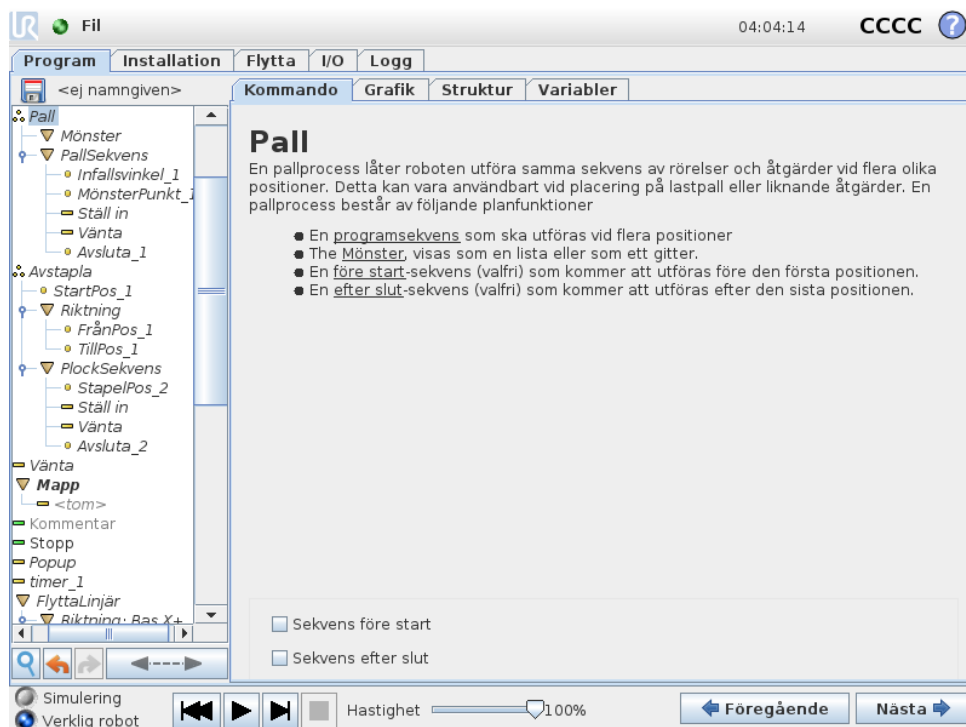 UR Fil 04:04:14 CCCC ?
Program Installation Flytta I/O Logg
<ej namngiven> Kommando Grafik Struktur Variabler
Pall
Mönster
PallSekvens
Infallsvinkel_1
MönsterPunkt_1
Ställ in
Vänta
Avsluta_1
Avstapla
StartPos_1
Riktning
FrånPos_1
TillPos_1
PlockSekvens
StapelPos_2
Ställ in
Vänta
Avsluta_2
Vänta
Mapp
<tom>
Kommentar
Stopp
Popup
timer_1
FlyttaLinjär
Riktning: Bas X+
Pall
En pallprocess låter roboten utföra samma sekvens av rörelser och åtgärder vid flera olika
positioner. Detta kan vara användbart vid placering på lastpall eller liknande åtgärder. En
pallprocess består av följande planfunktioner
En programsekvens som ska utföras vid flera positioner
The Mönster, visas som en lista eller som ett gitter.
En före start-sekvens (valfri) som kommer att utföras före den första positionen.
En efter slut-sekvens (valfri) som kommer att utföras efter den sista positionen.
Sekvens före start
Sekvens efter slut
Simulering
Verklig robot
Hastighet 100% Föregående Nästa